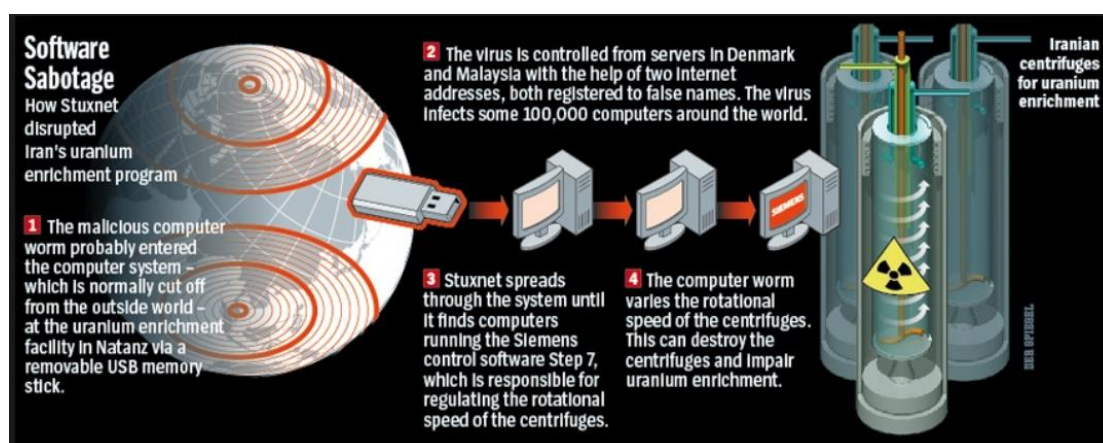 Software
Sabotage
How Stuxnet
disrupted
Iran's uranium
enrichment program
1 The malicious computer
worm probably entered
the computer system –
which is normally cut off
from the outside world –
at the uranium enrichment
facility in Natanz via a
removable USB memory
stick.
2 The virus is controlled from servers in Denmark
and Malaysia with the help of two Internet
addresses, both registered to false names. The virus
infects some 100,000 computers around the world.
3 Stuxnet spreads
through the system until
it finds computers
running the Siemens
control software Step 7,
which is responsible for
regulating the rotational
speed of the centrifuges.
4 The computer worm
varies the rotational
speed of the centrifuges.
This can destroy the
centrifuges and impair
uranium enrichment.
SIEMENS
Iranian
centrifuges
for uranium
enrichment
DER SPIEGEL